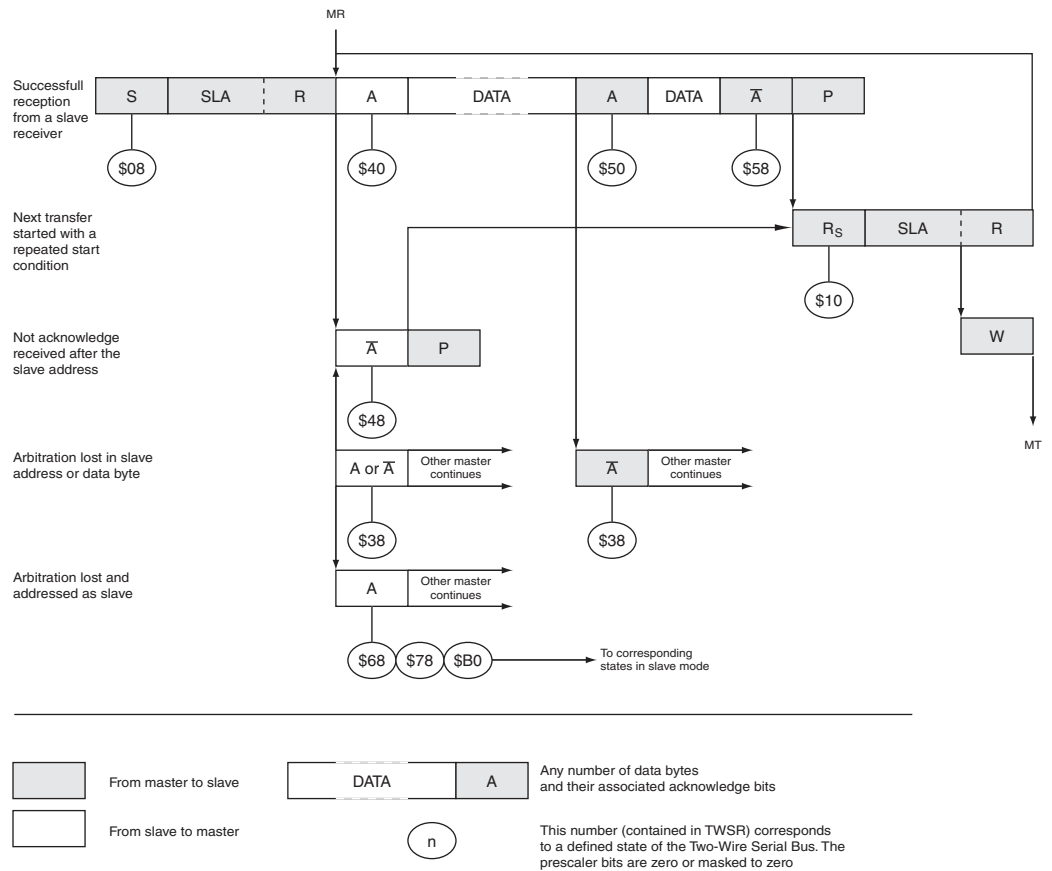 MR
Successfull
reception
from a slave
receiver
S SLA R A DATA A DATA A̅ P
$08 $40 $50 $58
Next transfer
started with a
repeated start
condition
RS SLA R
$10
Not acknowledge
received after the
slave address
A̅ P
W
$48
MT
Arbitration lost in slave
address or data byte
A or A̅ Other master
continues
A̅ Other master
continues
$38 $38
Arbitration lost and
addressed as slave
A Other master
continues
$68 $78 $B0
To corresponding
states in slave mode
From master to slave
DATA A
Any number of data bytes
and their associated acknowledge bits
From slave to master
n
This number (contained in TWSR) corresponds
to a defined state of the Two-Wire Serial Bus. The
prescaler bits are zero or masked to zero